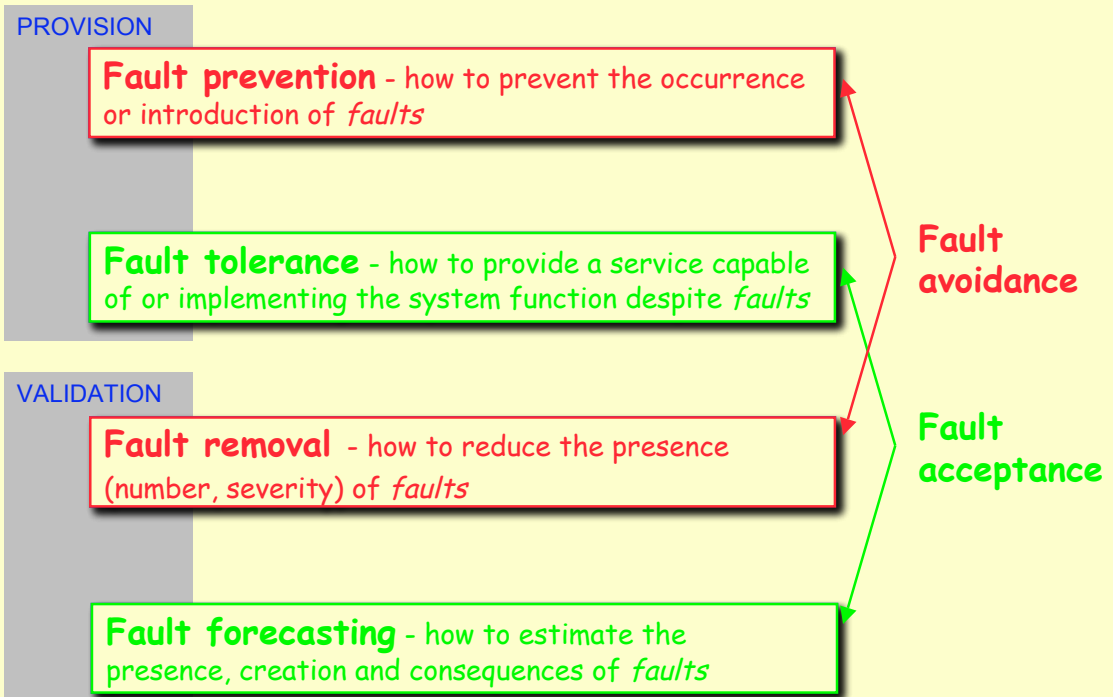 PROVISION
Fault prevention - how to prevent the occurrence
or introduction of faults
Fault tolerance - how to provide a service capable
of or implementing the system function despite faults
Fault
avoidance
VALIDATION
Fault removal - how to reduce the presence
(number, severity) of faults
Fault
acceptance
Fault forecasting - how to estimate the
presence, creation and consequences of faults